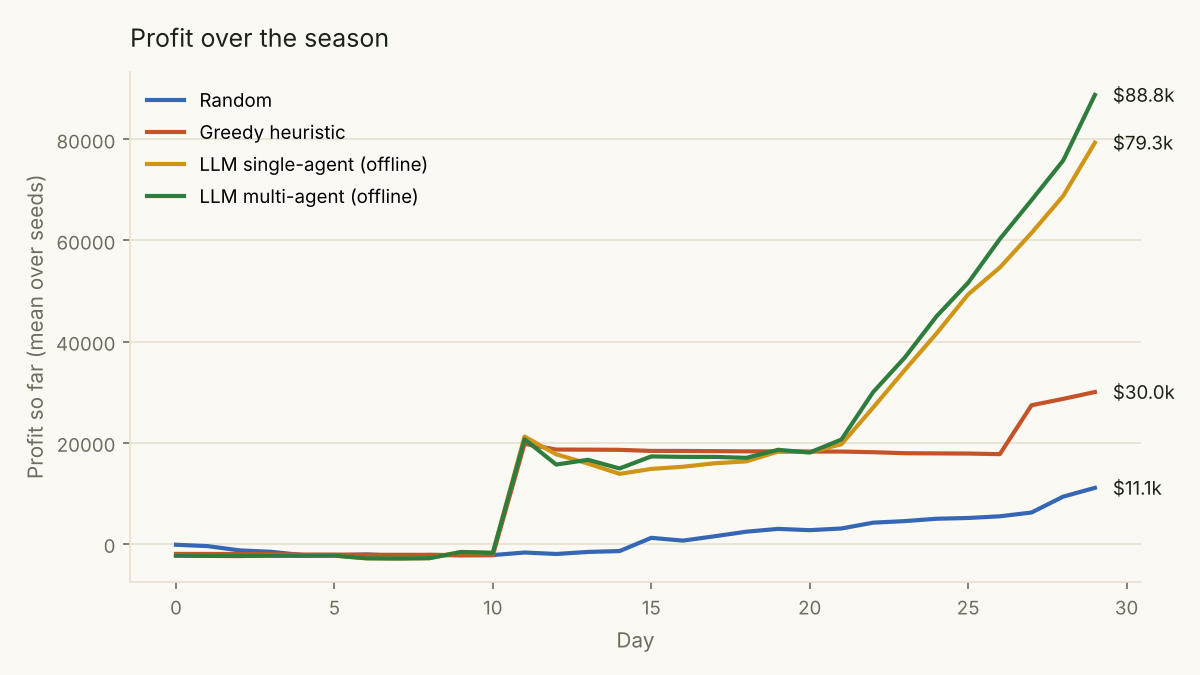 Profit over the season
Random
Greedy heuristic
LLM single-agent (offline)
LLM multi-agent (offline)
$88.8k
$79.3k
$30.0k
$11.1k
Profit so far (mean over seeds)
80000
60000
40000
20000
0
0 5 10 15 20 25 30
Day